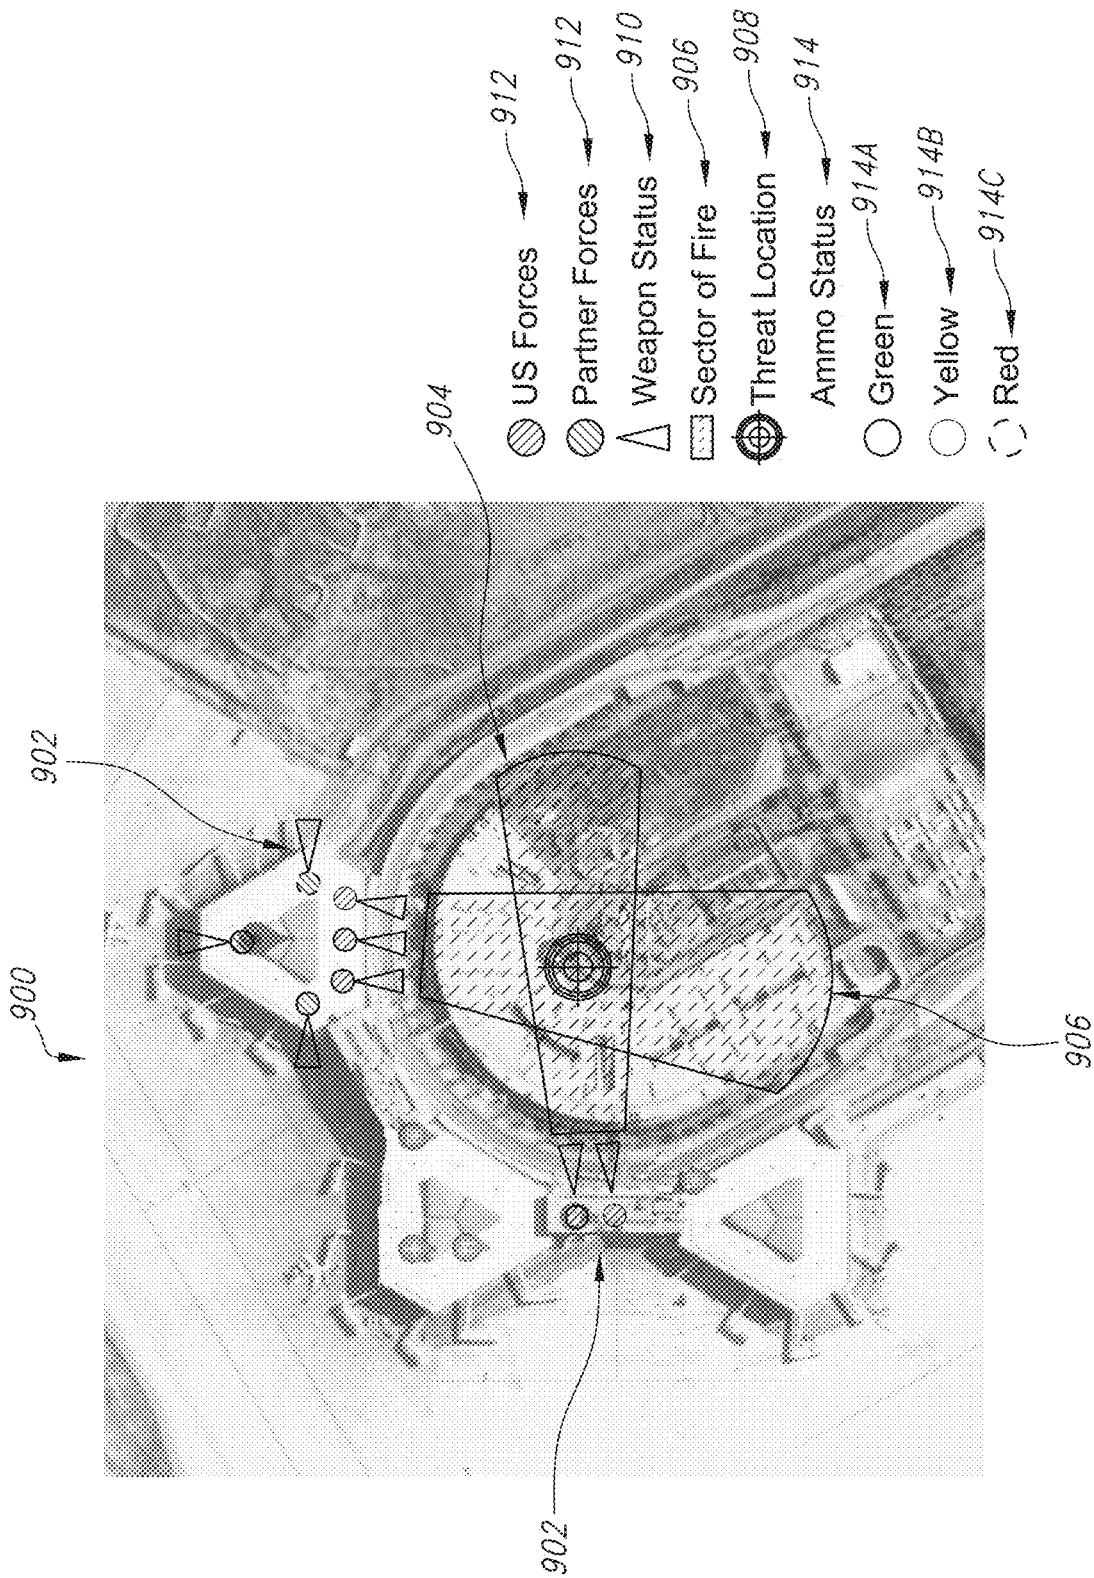 900
902
902
904
906
US Forces 912
Partner Forces 912
Weapon Status 910
Sector of Fire 906
Threat Location 908
Ammo Status 914
Green 914A
Yellow 914B
Red 914C